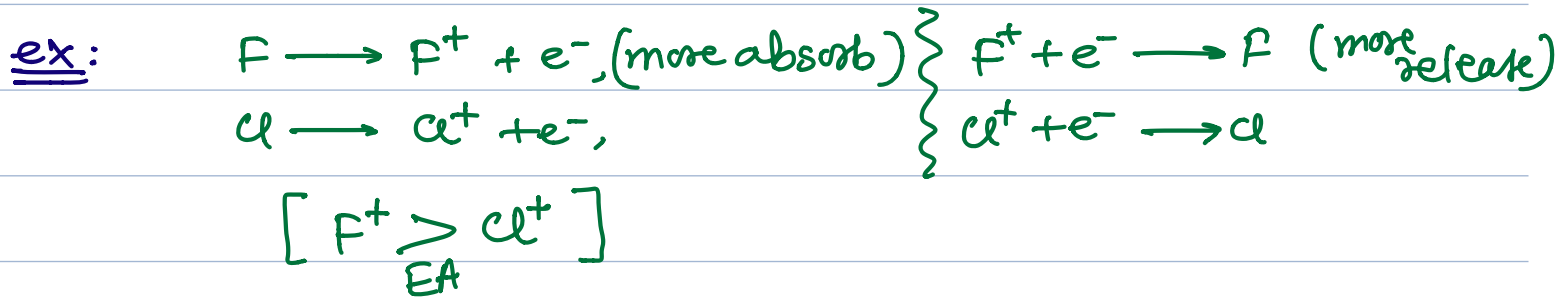 ex: F ⟶ F⁺ + e⁻, (more absorb) } F⁺ + e⁻ ⟶ F (more release)
Cl ⟶ Cl⁺ + e⁻, } Cl⁺ + e⁻ ⟶ Cl
[ F⁺ > Cl⁺ ]
EA